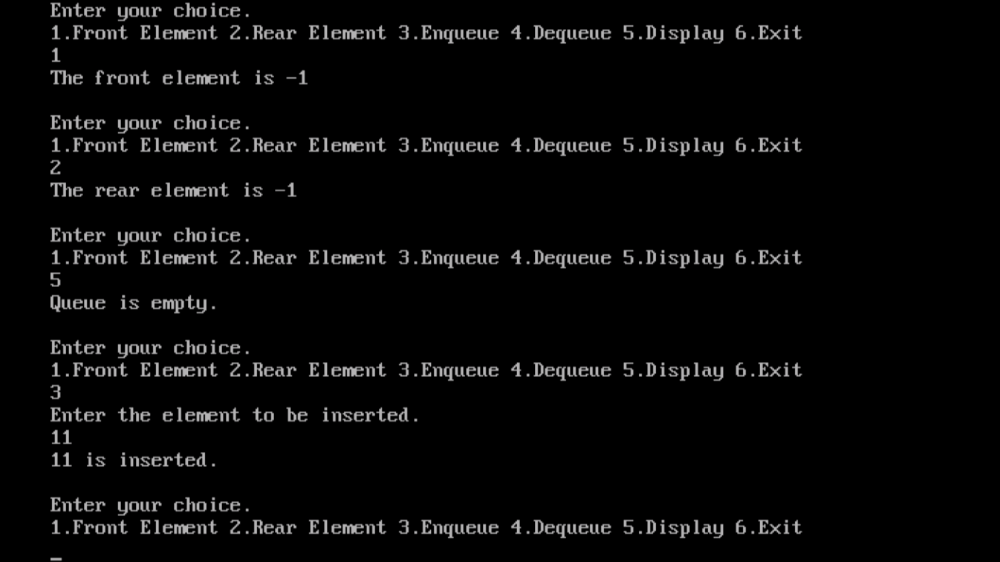 Enter your choice.
1.Front Element 2.Rear Element 3.Enqueue 4.Dequeue 5.Display 6.Exit
1
The front element is -1
Enter your choice.
1.Front Element 2.Rear Element 3.Enqueue 4.Dequeue 5.Display 6.Exit
2
The rear element is -1
Enter your choice.
1.Front Element 2.Rear Element 3.Enqueue 4.Dequeue 5.Display 6.Exit
5
Queue is empty.
Enter your choice.
1.Front Element 2.Rear Element 3.Enqueue 4.Dequeue 5.Display 6.Exit
3
Enter the element to be inserted.
11
11 is inserted.
Enter your choice.
1.Front Element 2.Rear Element 3.Enqueue 4.Dequeue 5.Display 6.Exit
_